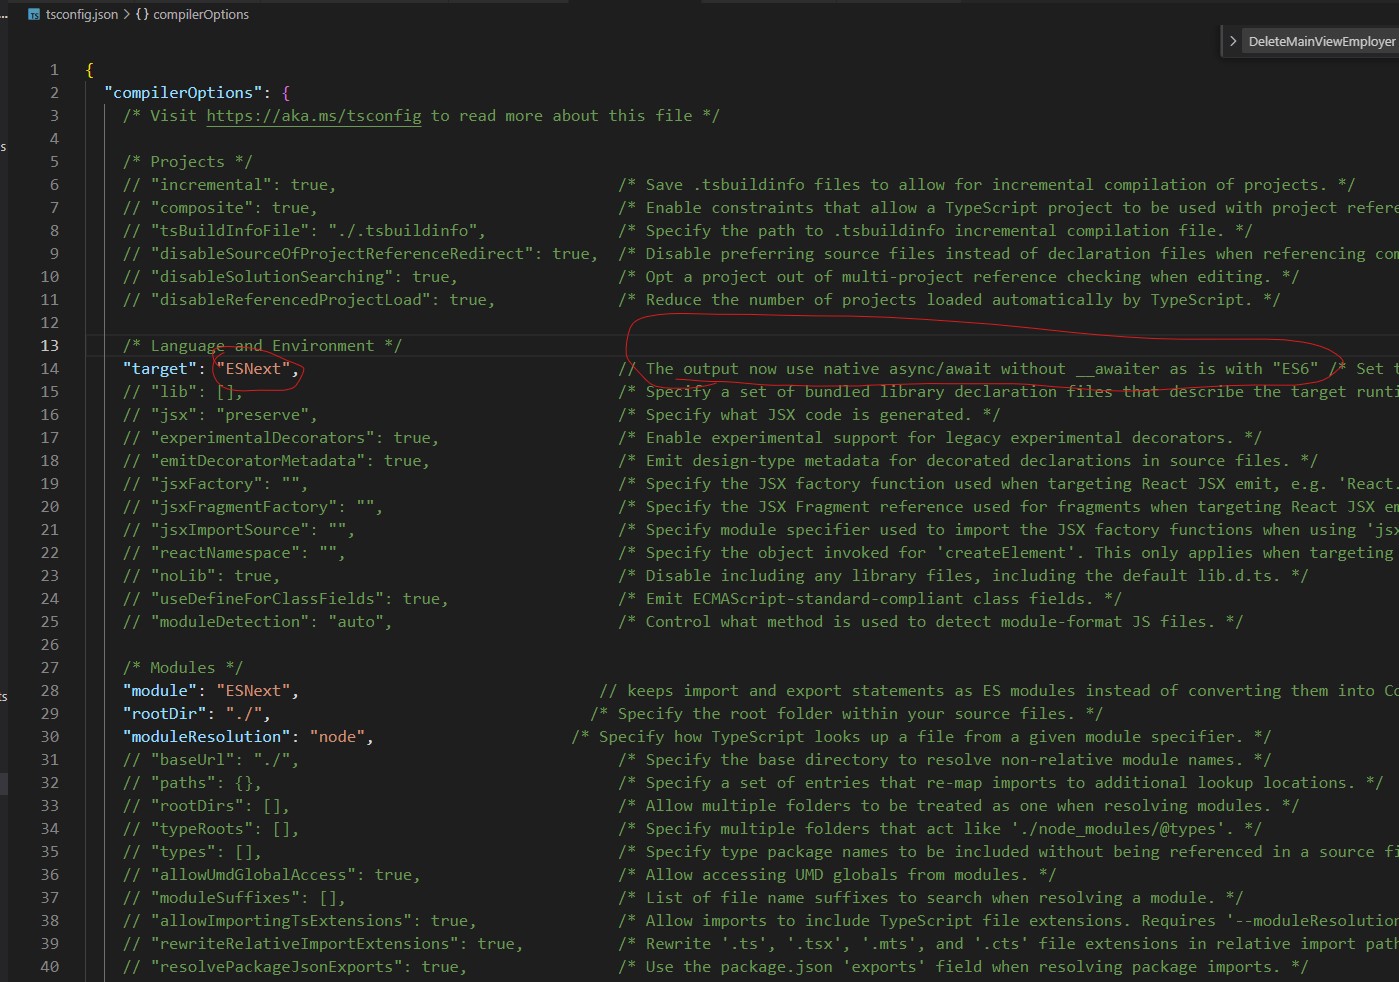 ... tsconfig.json > {} compilerOptions
> DeleteMainViewEmployer
1 {
2 "compilerOptions": {
3 /* Visit https://aka.ms/tsconfig to read more about this file */
4
5 /* Projects */
6 // "incremental": true, /* Save .tsbuildinfo files to allow for incremental compilation of projects. */
7 // "composite": true, /* Enable constraints that allow a TypeScript project to be used with project refere
8 // "tsBuildInfoFile": "./.tsbuildinfo", /* Specify the path to .tsbuildinfo incremental compilation file. */
9 // "disableSourceOfProjectReferenceRedirect": true, /* Disable preferring source files instead of declaration files when referencing com
10 // "disableSolutionSearching": true, /* Opt a project out of multi-project reference checking when editing. */
11 // "disableReferencedProjectLoad": true, /* Reduce the number of projects loaded automatically by TypeScript. */
12
13 /* Language and Environment */
14 "target": "ESNext", // The output now use native async/await without __awaiter as is with "ES6" /* Set t
15 // "lib": [], /* Specify a set of bundled library declaration files that describe the target runti
16 // "jsx": "preserve", /* Specify what JSX code is generated. */
17 // "experimentalDecorators": true, /* Enable experimental support for legacy experimental decorators. */
18 // "emitDecoratorMetadata": true, /* Emit design-type metadata for decorated declarations in source files. */
19 // "jsxFactory": "", /* Specify the JSX factory function used when targeting React JSX emit, e.g. 'React.
20 // "jsxFragmentFactory": "", /* Specify the JSX Fragment reference used for fragments when targeting React JSX em
21 // "jsxImportSource": "", /* Specify module specifier used to import the JSX factory functions when using 'jsx
22 // "reactNamespace": "", /* Specify the object invoked for 'createElement'. This only applies when targeting
23 // "noLib": true, /* Disable including any library files, including the default lib.d.ts. */
24 // "useDefineForClassFields": true, /* Emit ECMAScript-standard-compliant class fields. */
25 // "moduleDetection": "auto", /* Control what method is used to detect module-format JS files. */
26
27 /* Modules */
28 "module": "ESNext", // keeps import and export statements as ES modules instead of converting them into Co
29 "rootDir": "./", /* Specify the root folder within your source files. */
30 "moduleResolution": "node", /* Specify how TypeScript looks up a file from a given module specifier. */
31 // "baseUrl": "./", /* Specify the base directory to resolve non-relative module names. */
32 // "paths": {}, /* Specify a set of entries that re-map imports to additional lookup locations. */
33 // "rootDirs": [], /* Allow multiple folders to be treated as one when resolving modules. */
34 // "typeRoots": [], /* Specify multiple folders that act like './node_modules/@types'. */
35 // "types": [], /* Specify type package names to be included without being referenced in a source fi
36 // "allowUmdGlobalAccess": true, /* Allow accessing UMD globals from modules. */
37 // "moduleSuffixes": [], /* List of file name suffixes to search when resolving a module. */
38 // "allowImportingTsExtensions": true, /* Allow imports to include TypeScript file extensions. Requires '--moduleResolution
39 // "rewriteRelativeImportExtensions": true, /* Rewrite '.ts', '.tsx', '.mts', and '.cts' file extensions in relative import path
40 // "resolvePackageJsonExports": true, /* Use the package.json 'exports' field when resolving package imports. */